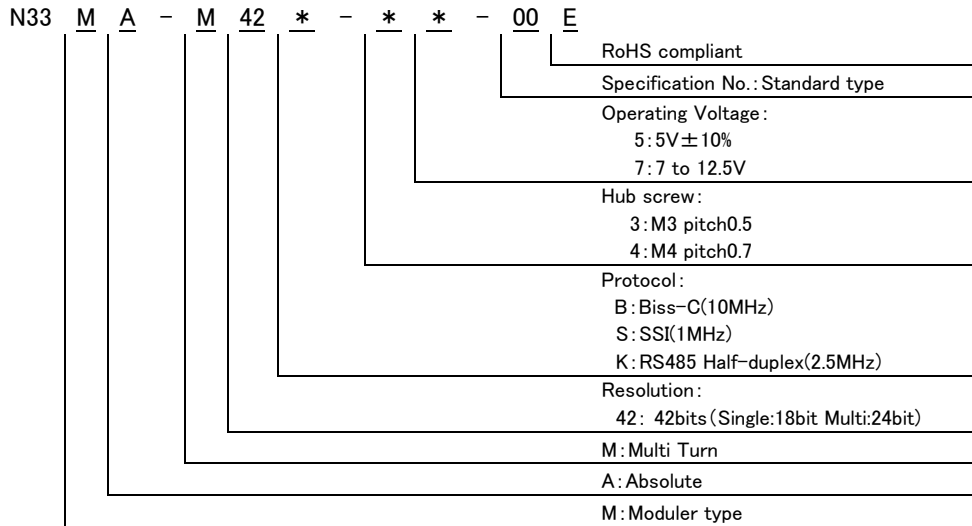 N33 M A - M 42 * - * * - 00 E
RoHS compliant
Specification No.:Standard type
Operating Voltage:
5:5V±10%
7:7 to 12.5V
Hub screw:
3:M3 pitch0.5
4:M4 pitch0.7
Protocol:
B:Biss-C(10MHz)
S:SSI(1MHz)
K:RS485 Half-duplex(2.5MHz)
Resolution:
42: 42bits(Single:18bit Multi:24bit)
M:Multi Turn
A:Absolute
M:Moduler type